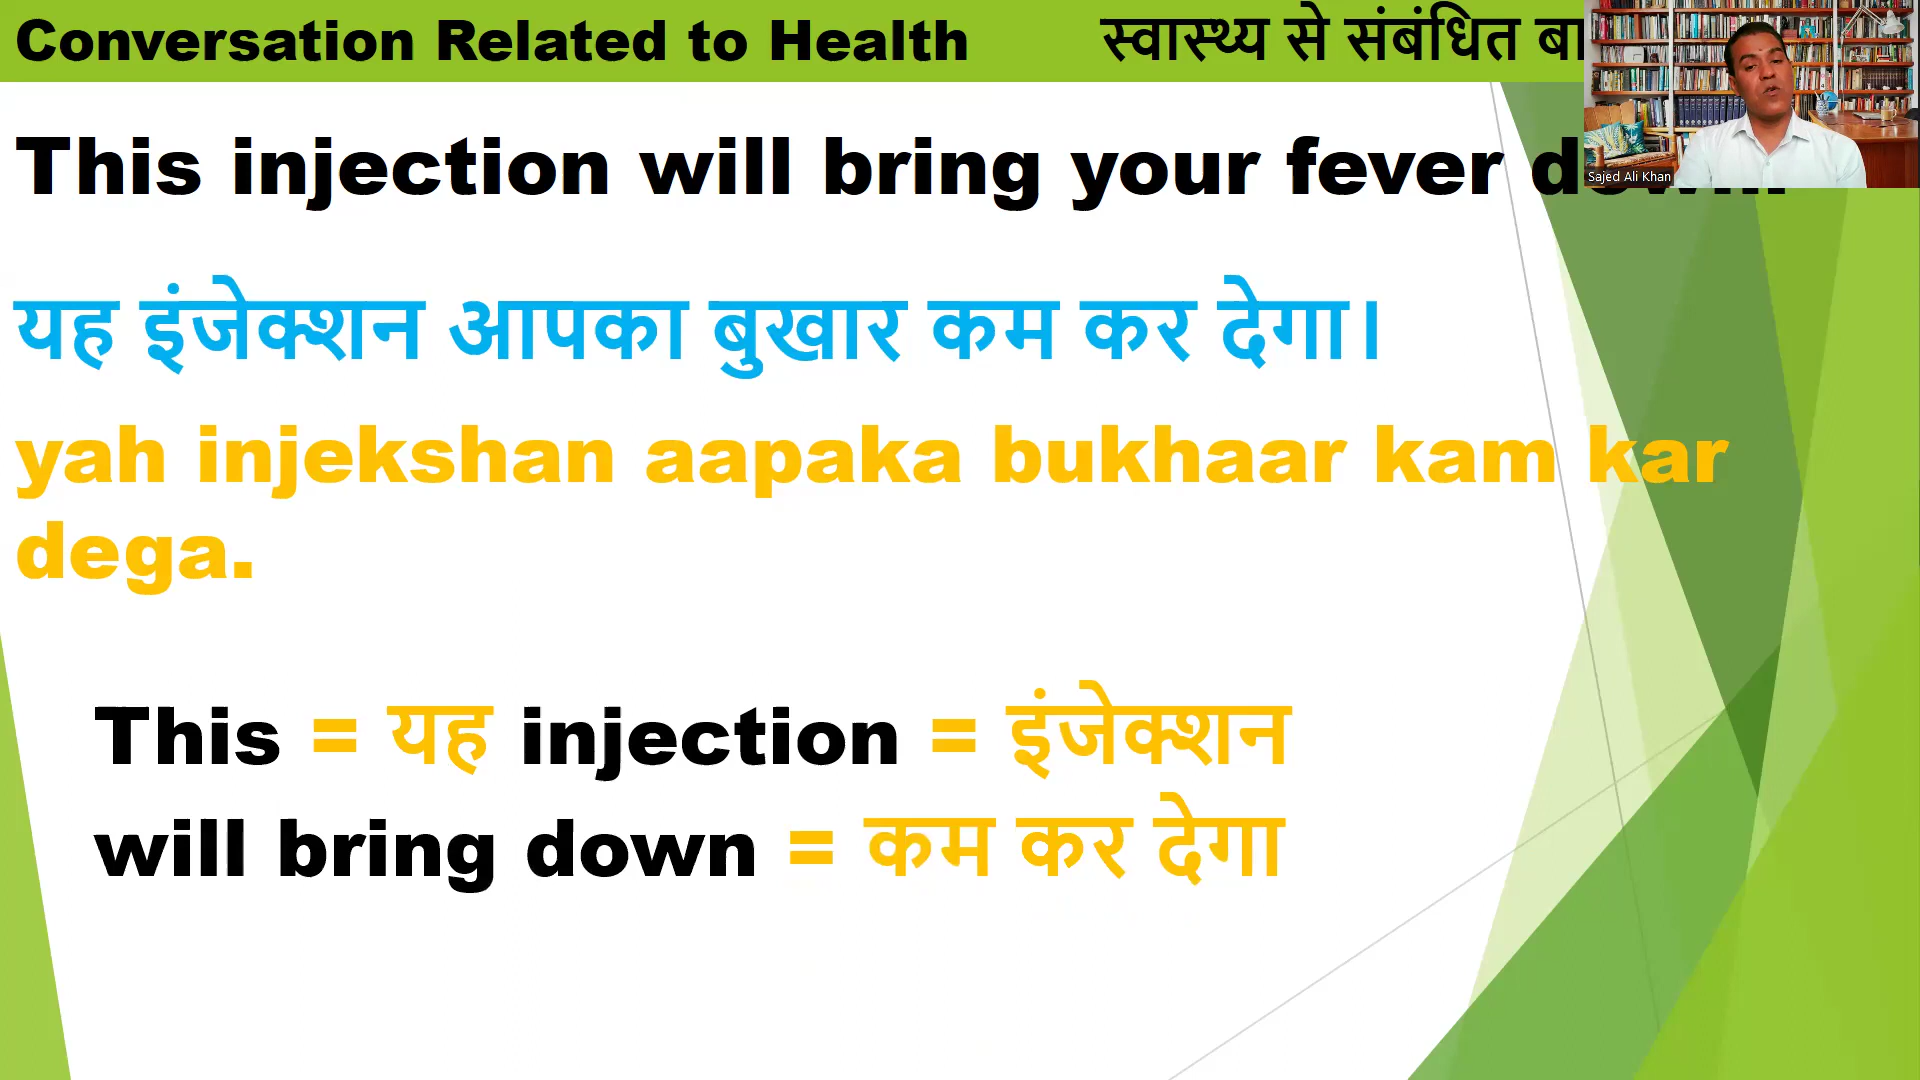 Conversation Related to Health स्वास्थ्य से संबंधित
This injection will bring your fever
यह इंजेक्शन आपका बुखार कम कर देगा।
yah injekshan aapaka bukhaar kam kar
dega.
This = यह injection = इंजेक्शन
will bring down = कम कर देगा
Sajed Ali Khan